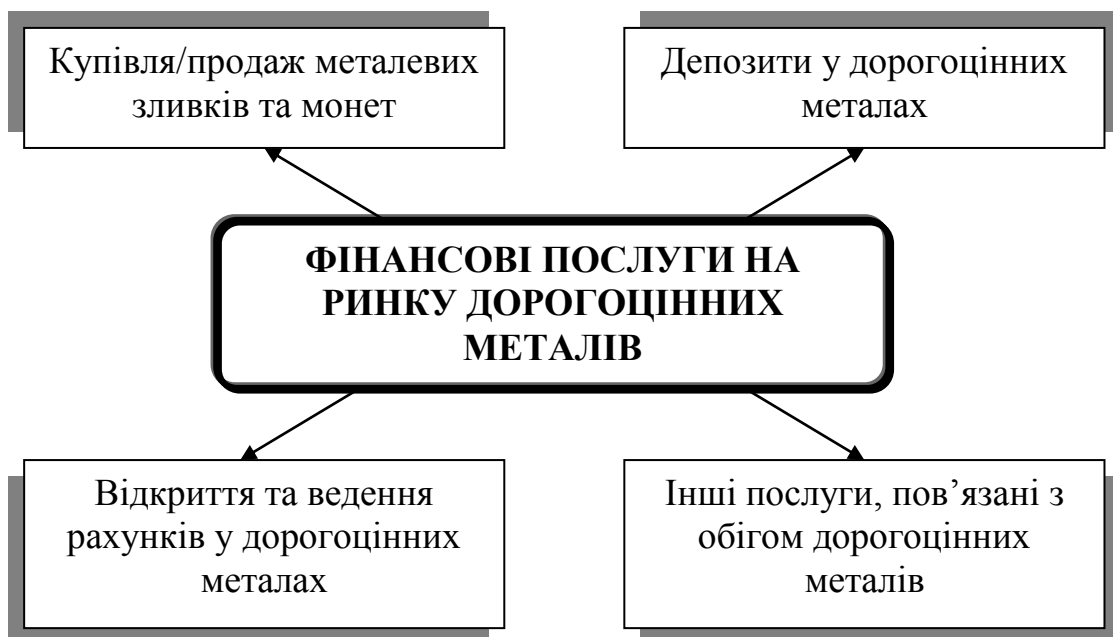 Купівля/продаж металевих
зливків та монет
Депозити у дорогоцінних
металах
ФІНАНСОВІ ПОСЛУГИ НА
РИНКУ ДОРОГОЦІННИХ
МЕТАЛІВ
Відкриття та ведення
рахунків у дорогоцінних
металах
Інші послуги, пов’язані з
обігом дорогоцінних
металів